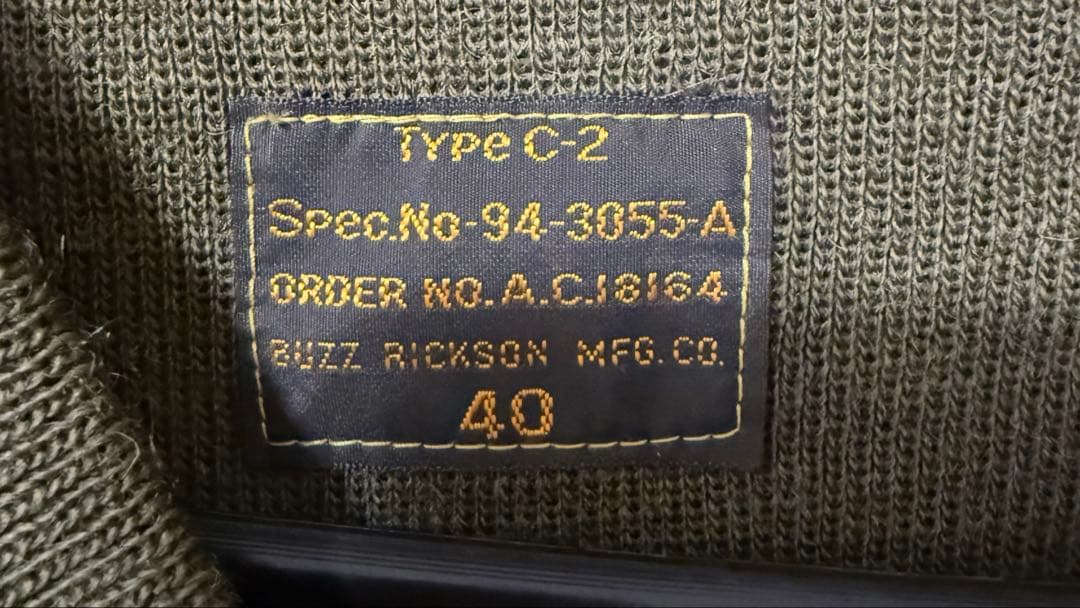 Type C-2
Spec.No-94-3055-A
ORDER NO.A.C.18164
BUZZ RICKSON MFG.CO.
40